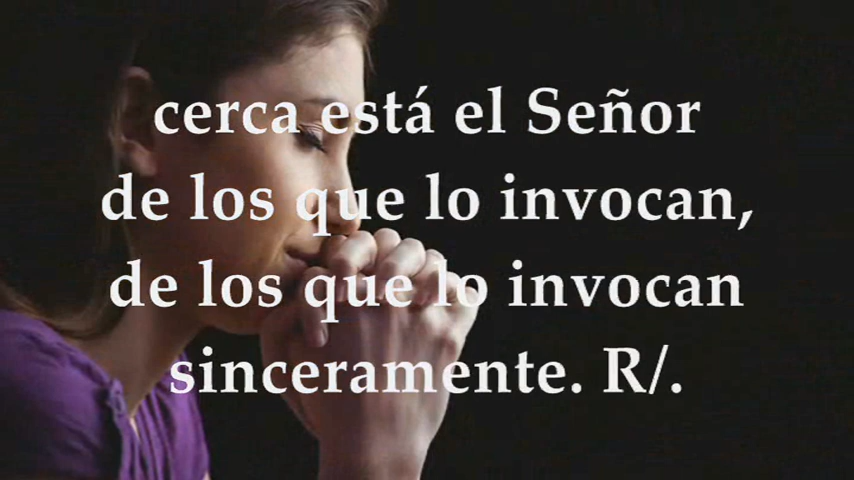 cerca está el Señor
de los que lo invocan,
de los que lo invocan
sinceramente. R/.